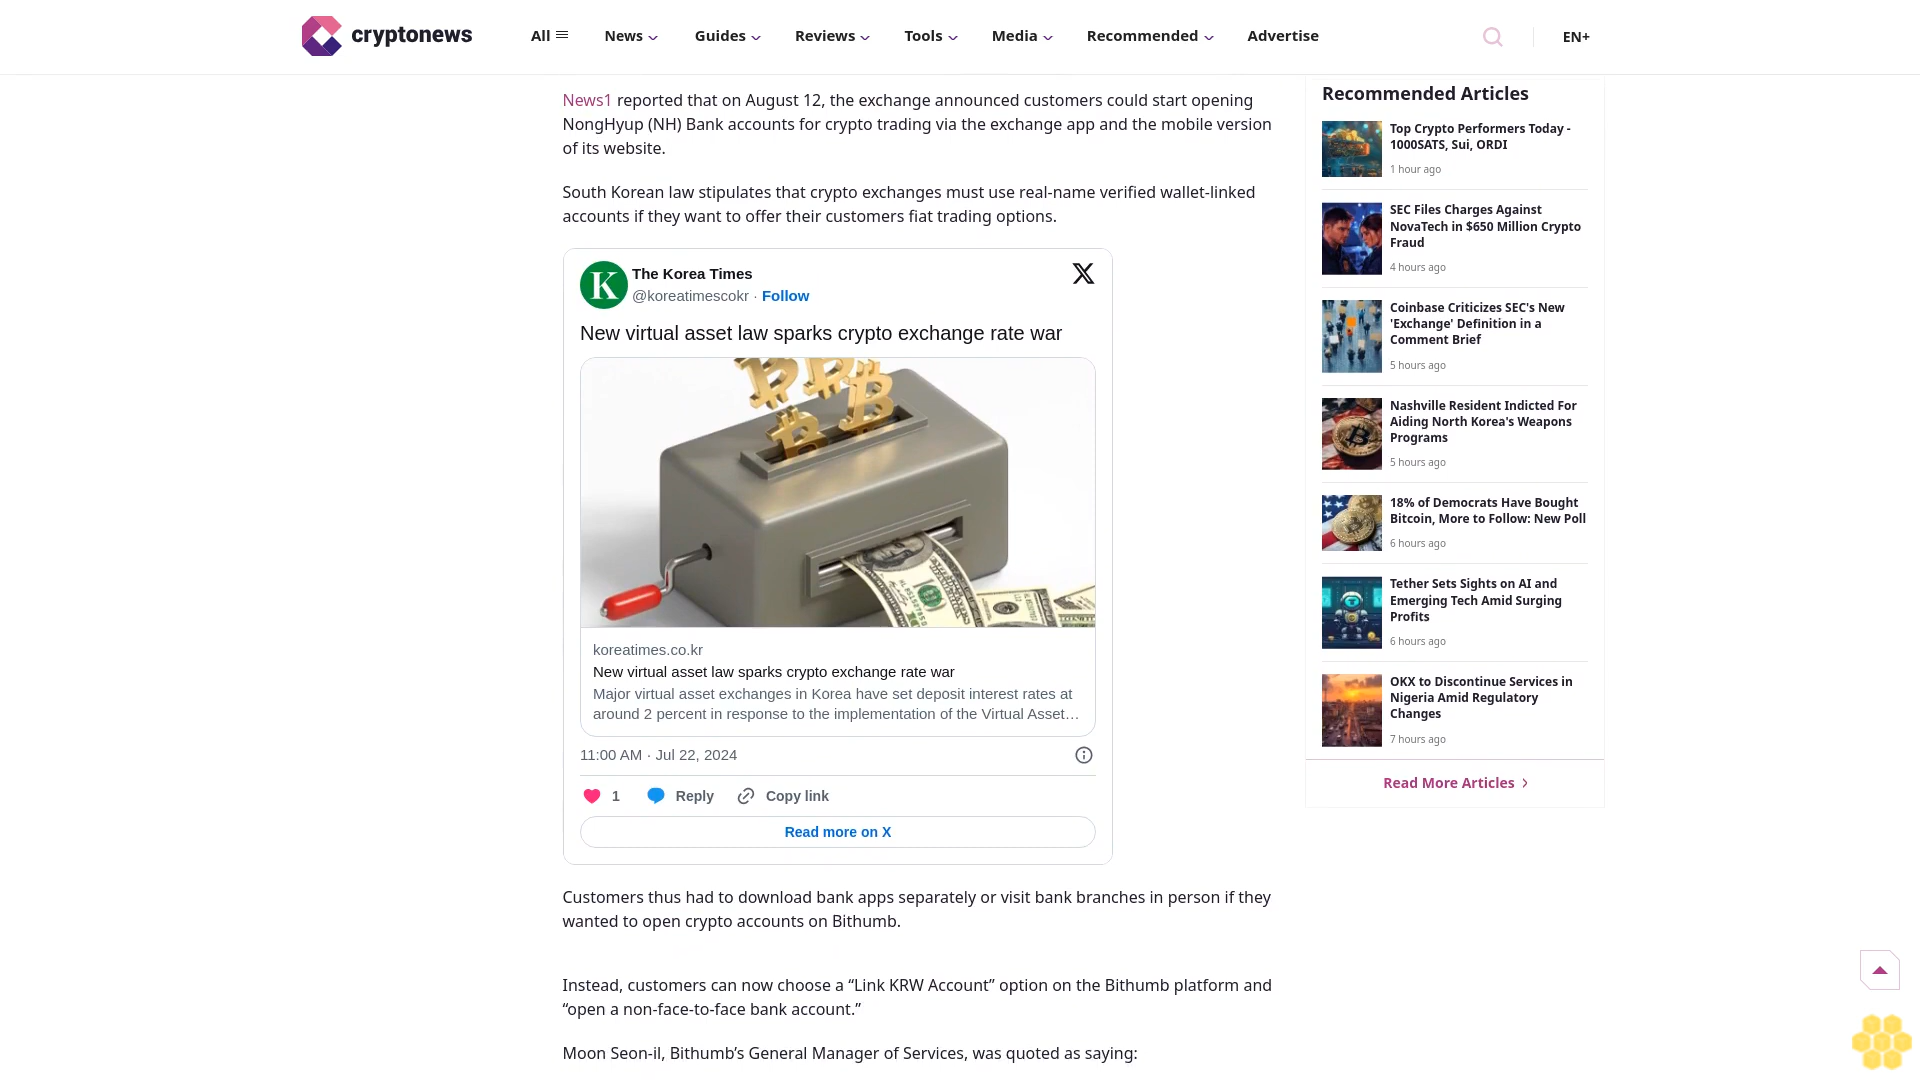 cryptonews
All
News
Guides
Reviews
Tools
Media
Recommended
Advertise
EN+
News1 reported that on August 12, the exchange announced customers could start opening
NongHyup (NH) Bank accounts for crypto trading via the exchange app and the mobile version
of its website.
South Korean law stipulates that crypto exchanges must use real-name verified wallet-linked
accounts if they want to offer their customers fiat trading options.
The Korea Times
@koreatimescokr · Follow
New virtual asset law sparks crypto exchange rate war
koreatimes.co.kr
New virtual asset law sparks crypto exchange rate war
Major virtual asset exchanges in Korea have set deposit interest rates at
around 2 percent in response to the implementation of the Virtual Asset…
11:00 AM · Jul 22, 2024
1
Reply
Copy link
Read more on X
Customers thus had to download bank apps separately or visit bank branches in person if they
wanted to open crypto accounts on Bithumb.
Instead, customers can now choose a “Link KRW Account” option on the Bithumb platform and
“open a non-face-to-face bank account.”
Moon Seon-il, Bithumb’s General Manager of Services, was quoted as saying:
Recommended Articles
Top Crypto Performers Today -
1000SATS, Sui, ORDI
1 hour ago
SEC Files Charges Against
NovaTech in $650 Million Crypto
Fraud
4 hours ago
Coinbase Criticizes SEC's New
'Exchange' Definition in a
Comment Brief
5 hours ago
Nashville Resident Indicted For
Aiding North Korea's Weapons
Programs
5 hours ago
18% of Democrats Have Bought
Bitcoin, More to Follow: New Poll
6 hours ago
Tether Sets Sights on AI and
Emerging Tech Amid Surging
Profits
6 hours ago
OKX to Discontinue Services in
Nigeria Amid Regulatory
Changes
7 hours ago
Read More Articles